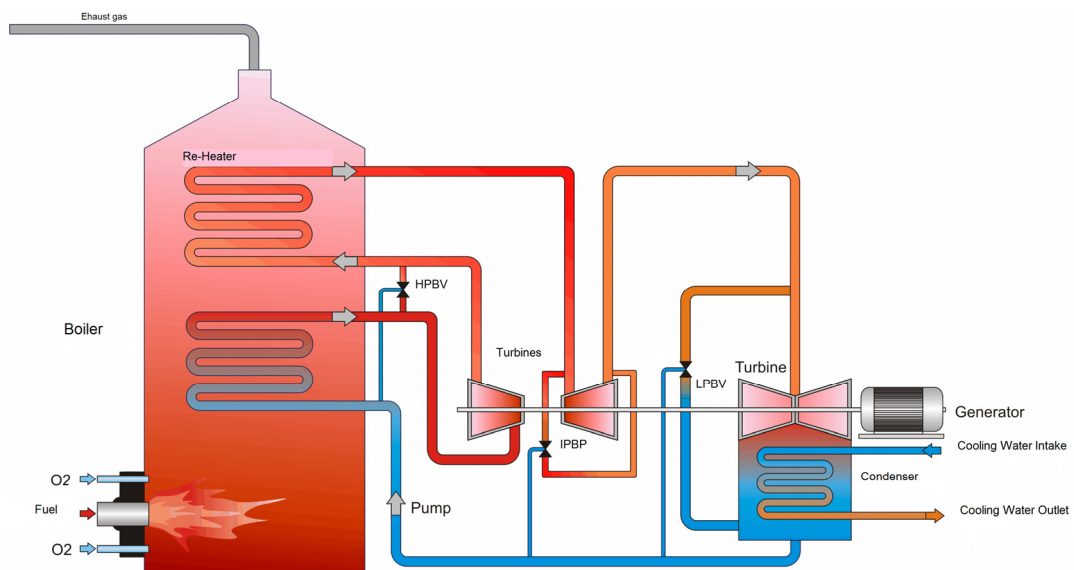 Ehaust gas
Re-Heater
HPBV
Boiler
Turbines
Turbine
LPBV
Generator
IPBP
Cooling Water Intake
Condenser
O2
Fuel
Pump
Cooling Water Outlet
O2